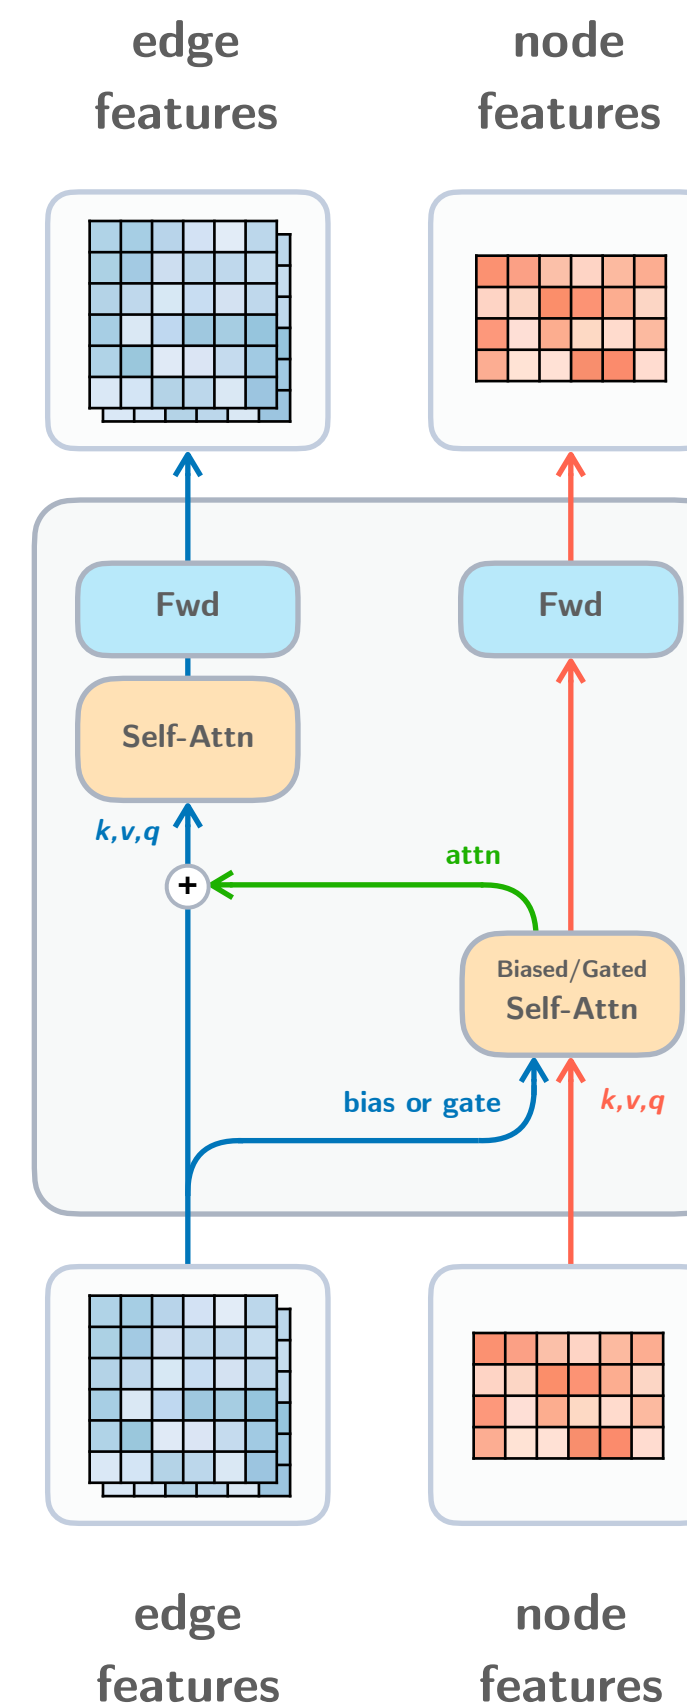 edge
features
node
features
Fwd
Fwd
Self-Attn
k,v,q
+
attn
Biased/Gated
Self-Attn
bias or gate
k,v,q
edge
features
node
features